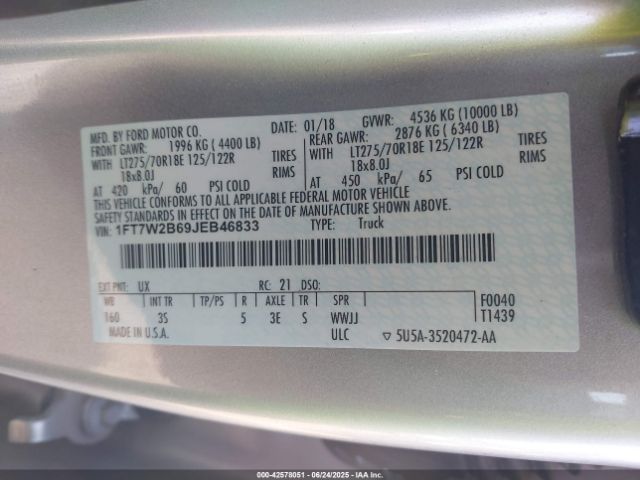 MFD. BY FORD MOTOR CO.
DATE: 01/18 GVWR: 4536 KG (10000 LB)
FRONT GAWR: 1996 KG ( 4400 LB) REAR GAWR: 2876 KG ( 6340 LB)
WITH LT275/70R18E 125/122R TIRES WITH LT275/70R18E 125/122R TIRES
18x8.0J RIMS 18x8.0J RIMS
AT 420 kPa/ 60 PSI COLD AT 450 kPa/ 65 PSI COLD
THIS VEHICLE CONFORMS TO ALL APPLICABLE FEDERAL MOTOR VEHICLE
SAFETY STANDARDS IN EFFECT ON THE DATE OF MANUFACTURE SHOWN ABOVE.
VIN: 1FT7W2B69JEB46833 TYPE: Truck
EXT PNT: UX RC: 21 DSO:
WB INT TR TP/PS R AXLE TR SPR F0040
160 3S 5 3E S WWJJ T1439
MADE IN U.S.A. ULC ▽ 5U5A-3520472-AA
000-42578051 - 06/24/2025 - IAA Inc.